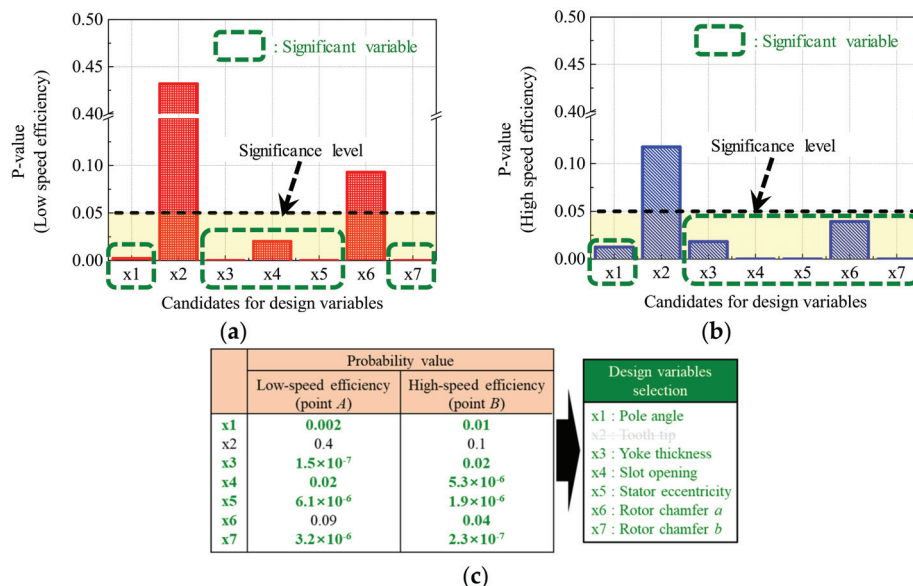 0.50
0.45
0.40
0.10
0.05
0.00
P-value
(Low speed efficiency)
: Significant variable
Significance level
x1 x2 x3 x4 x5 x6 x7
Candidates for design variables
(a)
0.50
0.45
0.40
0.10
0.05
0.00
P-value
(High speed efficiency)
: Significant variable
Significance level
x1 x2 x3 x4 x5 x6 x7
Candidates for design variables
(b)
Probability value
Low-speed efficiency (point A) High-speed efficiency (point B)
x1 0.002 0.01
x2 0.4 0.1
x3 1.5×10⁻⁷ 0.02
x4 0.02 5.3×10⁻⁶
x5 6.1×10⁻⁶ 1.9×10⁻⁶
x6 0.09 0.04
x7 3.2×10⁻⁶ 2.3×10⁻⁷
Design variables
selection
x1 : Pole angle
x2 : Tooth tip
x3 : Yoke thickness
x4 : Slot opening
x5 : Stator eccentricity
x6 : Rotor chamfer a
x7 : Rotor chamfer b
(c)